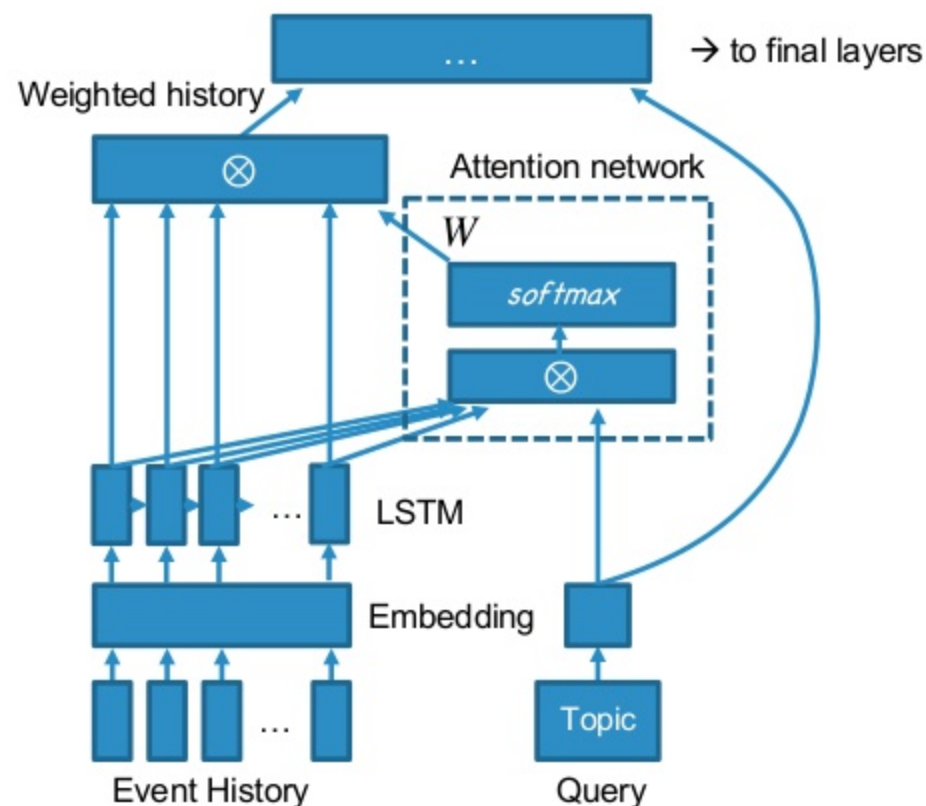 ...
→ to final layers
Weighted history
⊗
Attention network
W
softmax
⊗
... LSTM
Embedding
...
Topic
Event History
Query